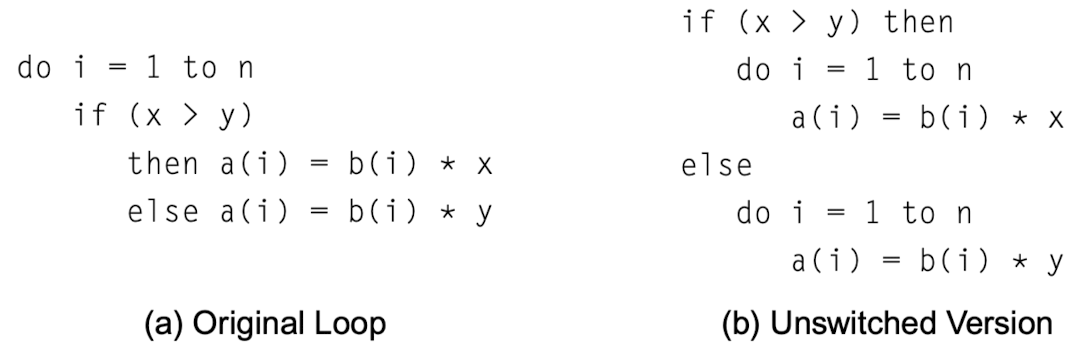 do i = 1 to n
if (x > y)
then a(i) = b(i) * x
else a(i) = b(i) * y
(a) Original Loop
if (x > y) then
do i = 1 to n
a(i) = b(i) * x
else
do i = 1 to n
a(i) = b(i) * y
(b) Unswitched Version